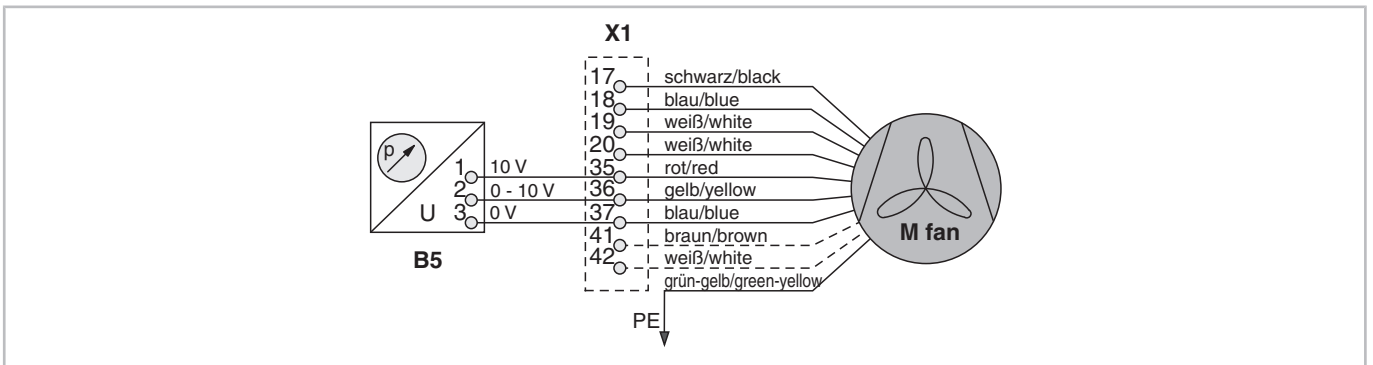 X1
17 schwarz/black
18 blau/blue
19 weiß/white
20 weiß/white
p
1 10 V 35 rot/red
2 0 - 10 V 36 gelb/yellow
U 3 0 V 37 blau/blue
M fan
41 braun/brown
B5
42 weiß/white
grün-gelb/green-yellow
PE